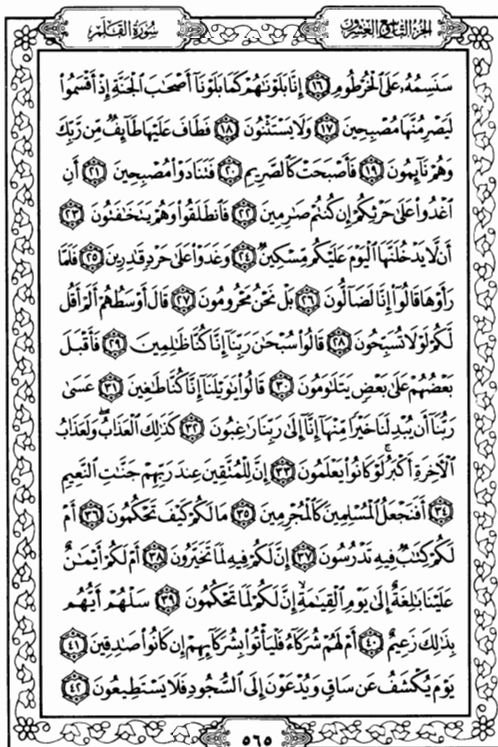 الجزء التاسع والعشرون
سورة القلم
سَنَسِمُهُۥ عَلَى ٱلْخُرْطُومِ ١٦ إِنَّا بَلَوْنَٰهُمْ كَمَا بَلَوْنَآ أَصْحَٰبَ ٱلْجَنَّةِ إِذْ أَقْسَمُوا۟
لَيَصْرِمُنَّهَا مُصْبِحِينَ ١٧ وَلَا يَسْتَثْنُونَ ١٨ فَطَافَ عَلَيْهَا طَآئِفٌ مِّن رَّبِّكَ
وَهُمْ نَآئِمُونَ ١٩ فَأَصْبَحَتْ كَٱلصَّرِيمِ ٢٠ فَتَنَادَوْا۟ مُصْبِحِينَ ٢١ أَنِ
ٱغْدُوا۟ عَلَىٰ حَرْثِكُمْ إِن كُنتُمْ صَٰرِمِينَ ٢٢ فَٱنطَلَقُوا۟ وَهُمْ يَتَخَٰفَتُونَ ٢٣
أَن لَّا يَدْخُلَنَّهَا ٱلْيَوْمَ عَلَيْكُم مِّسْكِينٌ ٢٤ وَغَدَوْا۟ عَلَىٰ حَرْدٍ قَٰدِرِينَ ٢٥ فَلَمَّا
رَأَوْهَا قَالُوٓا۟ إِنَّا لَضَآلُّونَ ٢٦ بَلْ نَحْنُ مَحْرُومُونَ ٢٧ قَالَ أَوْسَطُهُمْ أَلَمْ أَقُل
لَّكُمْ لَوْلَا تُسَبِّحُونَ ٢٨ قَالُوا۟ سُبْحَٰنَ رَبِّنَآ إِنَّا كُنَّا ظَٰلِمِينَ ٢٩ فَأَقْبَلَ
بَعْضُهُمْ عَلَىٰ بَعْضٍ يَتَلَٰوَمُونَ ٣٠ قَالُوا۟ يَٰوَيْلَنَآ إِنَّا كُنَّا طَٰغِينَ ٣١ عَسَىٰ
رَبُّنَآ أَن يُبْدِلَنَا خَيْرًا مِّنْهَآ إِنَّآ إِلَىٰ رَبِّنَا رَٰغِبُونَ ٣٢ كَذَٰلِكَ ٱلْعَذَابُ ۖ وَلَعَذَابُ
ٱلْـَٔاخِرَةِ أَكْبَرُ ۚ لَوْ كَانُوا۟ يَعْلَمُونَ ٣٣ إِنَّ لِلْمُتَّقِينَ عِندَ رَبِّهِمْ جَنَّٰتِ ٱلنَّعِيمِ
٣٤ أَفَنَجْعَلُ ٱلْمُسْلِمِينَ كَٱلْمُجْرِمِينَ ٣٥ مَا لَكُمْ كَيْفَ تَحْكُمُونَ ٣٦ أَمْ
لَكُمْ كِتَٰبٌ فِيهِ تَدْرُسُونَ ٣٧ إِنَّ لَكُمْ فِيهِ لَمَا تَخَيَّرُونَ ٣٨ أَمْ لَكُمْ أَيْمَٰنٌ
عَلَيْنَا بَٰلِغَةٌ إِلَىٰ يَوْمِ ٱلْقِيَٰمَةِ ۙ إِنَّ لَكُمْ لَمَا تَحْكُمُونَ ٣٩ سَلْهُمْ أَيُّهُم
بِذَٰلِكَ زَعِيمٌ ٤٠ أَمْ لَهُمْ شُرَكَآءُ فَلْيَأْتُوا۟ بِشُرَكَآئِهِمْ إِن كَانُوا۟ صَٰدِقِينَ ٤١
يَوْمَ يُكْشَفُ عَن سَاقٍ وَيُدْعَوْنَ إِلَى ٱلسُّجُودِ فَلَا يَسْتَطِيعُونَ ٤٢
٥٦٥